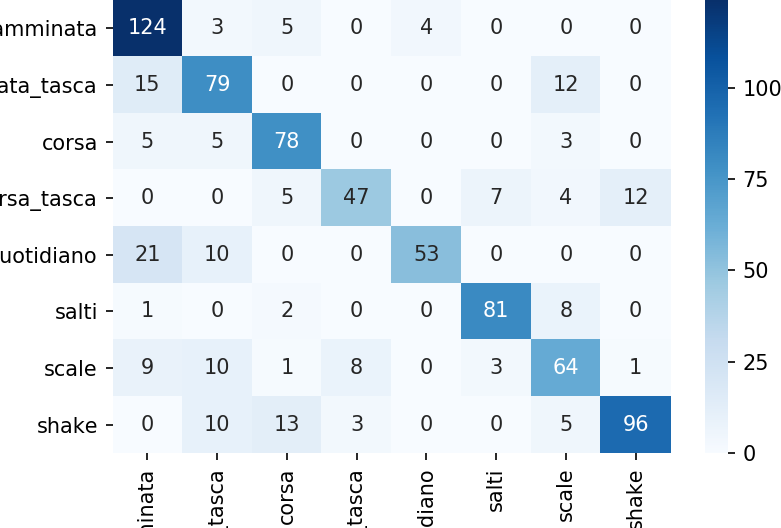 amminata 124 3 5 0 4 0 0 0
ata_tasca 15 79 0 0 0 0 12 0 100
corsa 5 5 78 0 0 0 3 0
rsa_tasca 0 0 5 47 0 7 4 12 75
uotidiano 21 10 0 0 53 0 0 0 50
salti 1 0 2 0 0 81 8 0
scale 9 10 1 8 0 3 64 1 25
shake 0 10 13 3 0 0 5 96 0
minata _tasca corsa _tasca diano salti scale shake